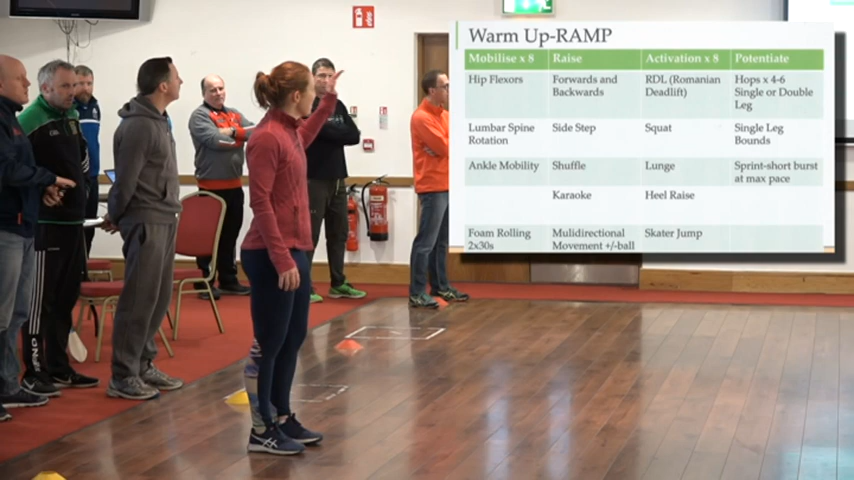 Warm Up-RAMP
Mobilise x 8 Raise Activation x 8 Potentiate
Hip Flexors Forwards and Backwards RDL (Romanian Deadlift) Hops x 4-6 Single or Double Leg
Lumbar Spine Rotation Side Step Squat Single Leg Bounds
Ankle Mobility Shuffle Lunge Sprint-short burst at max pace
Karaoke Heel Raise
Foam Rolling 2x30s Mulidirectional Movement +/-ball Skater Jump